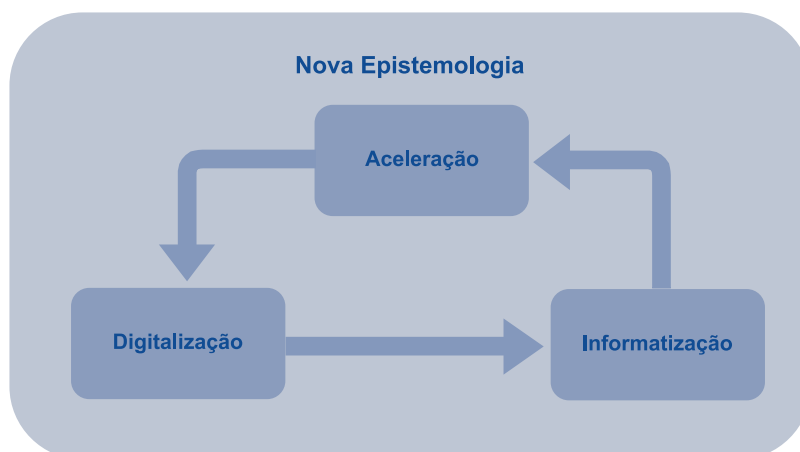 Nova Epistemologia
Aceleração
Digitalização
Informatização